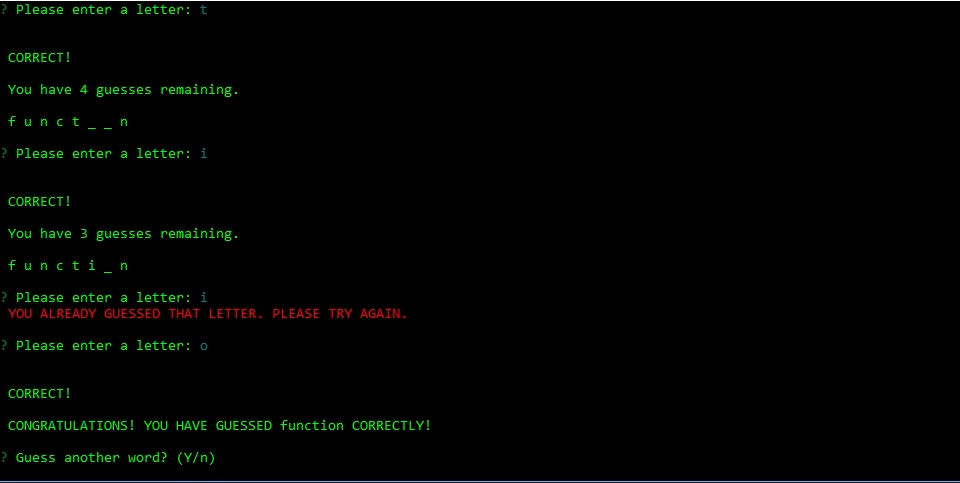 ? Please enter a letter: t
CORRECT!
You have 4 guesses remaining.
f u n c t _ _ n
? Please enter a letter: i
CORRECT!
You have 3 guesses remaining.
f u n c t i _ n
? Please enter a letter: i
YOU ALREADY GUESSED THAT LETTER. PLEASE TRY AGAIN.
? Please enter a letter: o
CORRECT!
CONGRATULATIONS! YOU HAVE GUESSED function CORRECTLY!
? Guess another word? (Y/n)